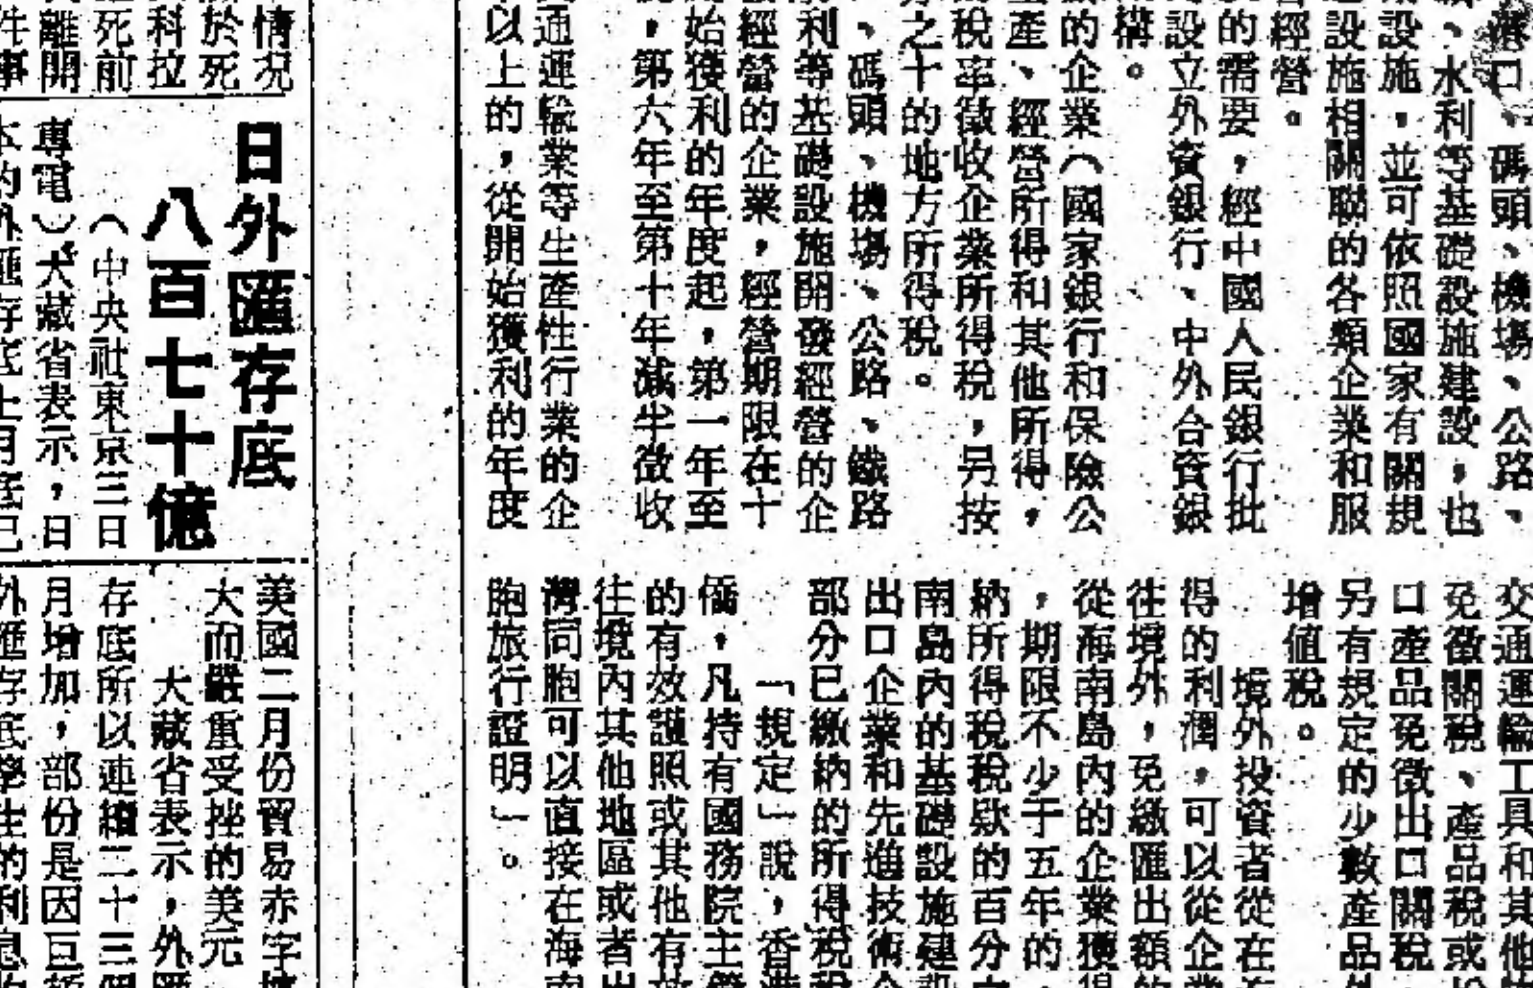 港口、碼頭、機場、公路、
、水利等基礎設施建設，也
設施，並可依照國家有關規
設施相關聯的各類企業和服
經營。
的需要，經中國人民銀行批
設立外資銀行、中外合資銀
構。
的企業（國家銀行和保險公
產、經營所得和其他所得，
稅率徵收企業所得稅，另按
之十的地方所得稅。
、碼頭、機場、公路、鐵路
利等基礎設施開發經營的企
經營的企業，經營期限在十
始獲利的年度起，第一年至
，第六年至第十年減半徵收
通運輸業等生產性行業的企
以上的，從開始獲利的年度
交通運輸工具和其他
免徵關稅、產品稅或
口產品免徵出口關稅
另有規定的少數產品
增值稅。
境外投資者從在
得的利潤，可以從企業
往境外，免繳匯出額的
從海南島內的企業獲得
，期限不少于五年的，
納所得稅稅款的百分
南島內的基礎設施建設
出口企業和先進技術企
部分已繳納的所得稅稅
「規定」說，香港
僑，凡持有國務院主管
的有效護照或其他有效
往境內其他地區或者出
灣同胞可以直接在海南
胞旅行證明」。
情況
於死
科拉
死前
離開
件事
日外匯存底
八百七十億
（中央社東京三日
專電）大藏省表示，日
本的外匯存底上月底已
美國二月份貿易赤字擴
大而嚴重受挫的美元
大藏省表示，外匯
存底所以連續二十三個
月增加，部份是因巨額
外匯存底孳生的利息收